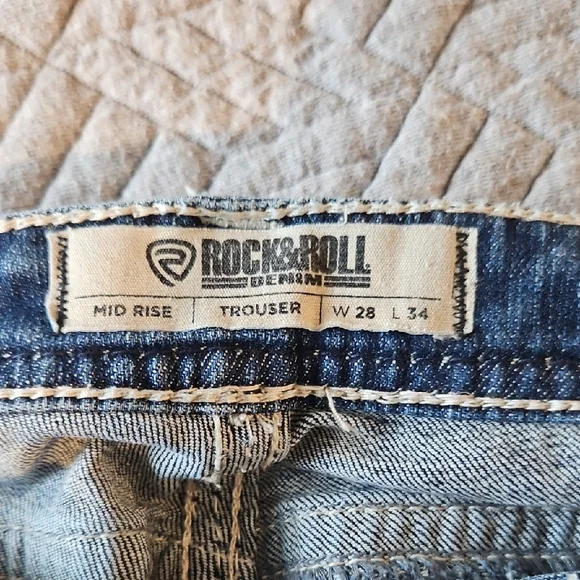 ROCK&ROLL
DENIM
MID RISE TROUSER W 28 L 34